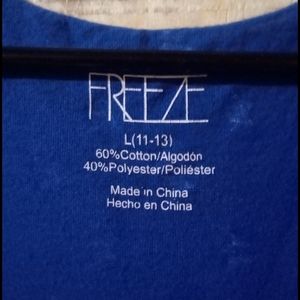 FREEZE
L(11-13)
60%Cotton/Algodón
40%Polyester/Poliéster
Made in China
Hecho en China